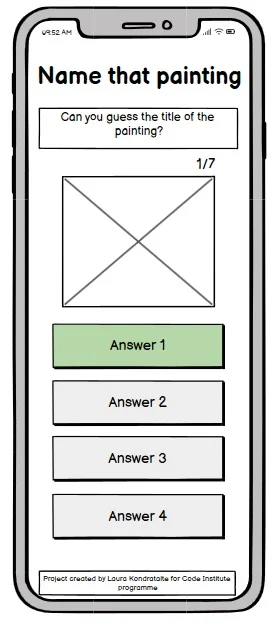 09:52 AM
Name that painting
Can you guess the title of the
painting?
1/7
Answer 1
Answer 2
Answer 3
Answer 4
Project created by Laura Kondrataite for Code Institute
programme